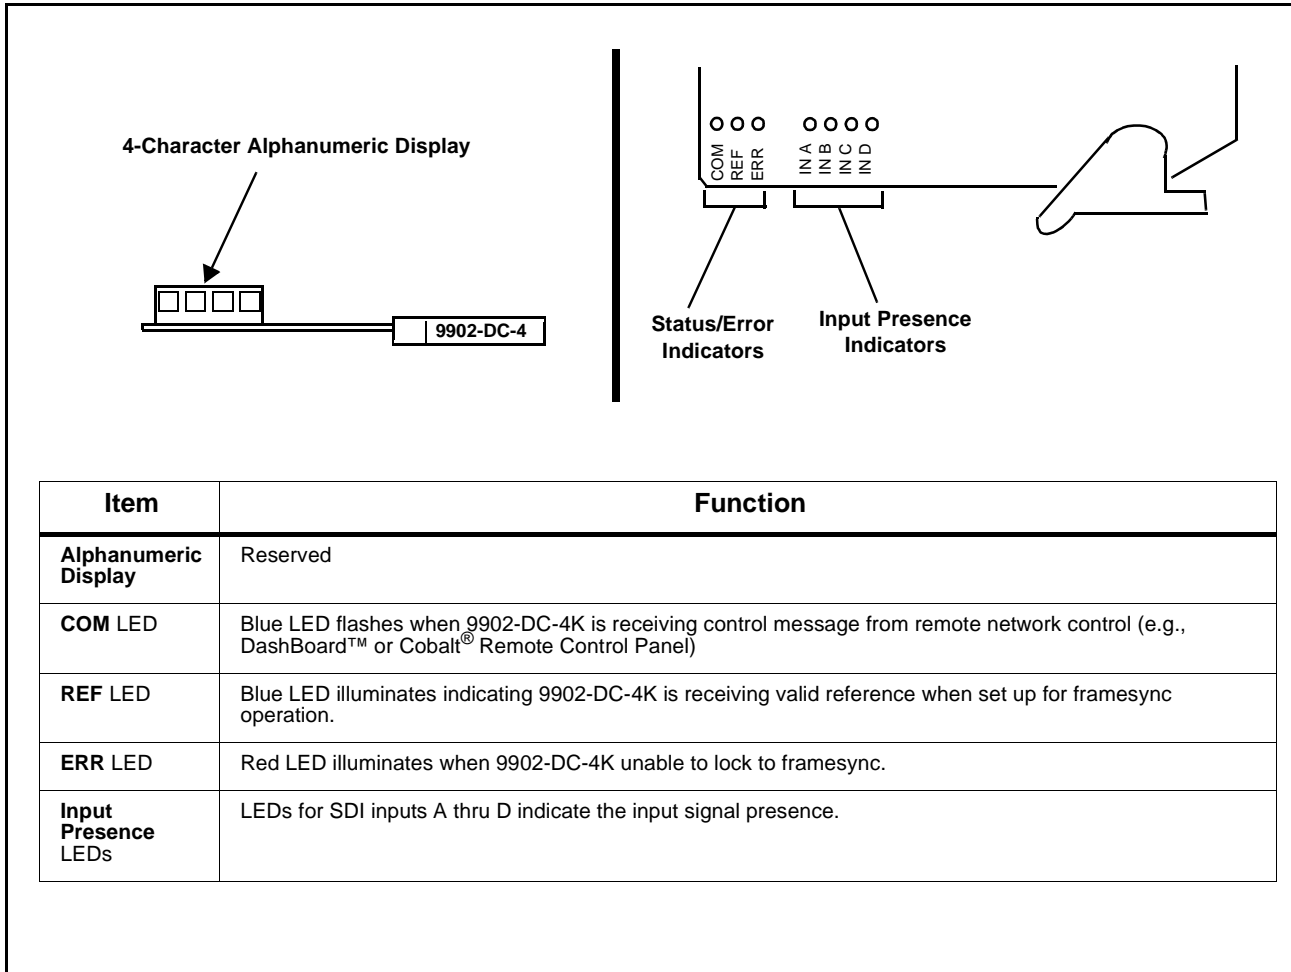 4-Character Alphanumeric Display
9902-DC-4
COM
REF
ERR
IN A
IN B
IN C
IN D
Status/Error
Indicators
Input Presence
Indicators
Item
Function
Alphanumeric
Display
Reserved
COM LED
Blue LED flashes when 9902-DC-4K is receiving control message from remote network control (e.g.,
DashBoard™ or Cobalt® Remote Control Panel)
REF LED
Blue LED illuminates indicating 9902-DC-4K is receiving valid reference when set up for framesync
operation.
ERR LED
Red LED illuminates when 9902-DC-4K unable to lock to framesync.
Input
Presence
LEDs
LEDs for SDI inputs A thru D indicate the input signal presence.